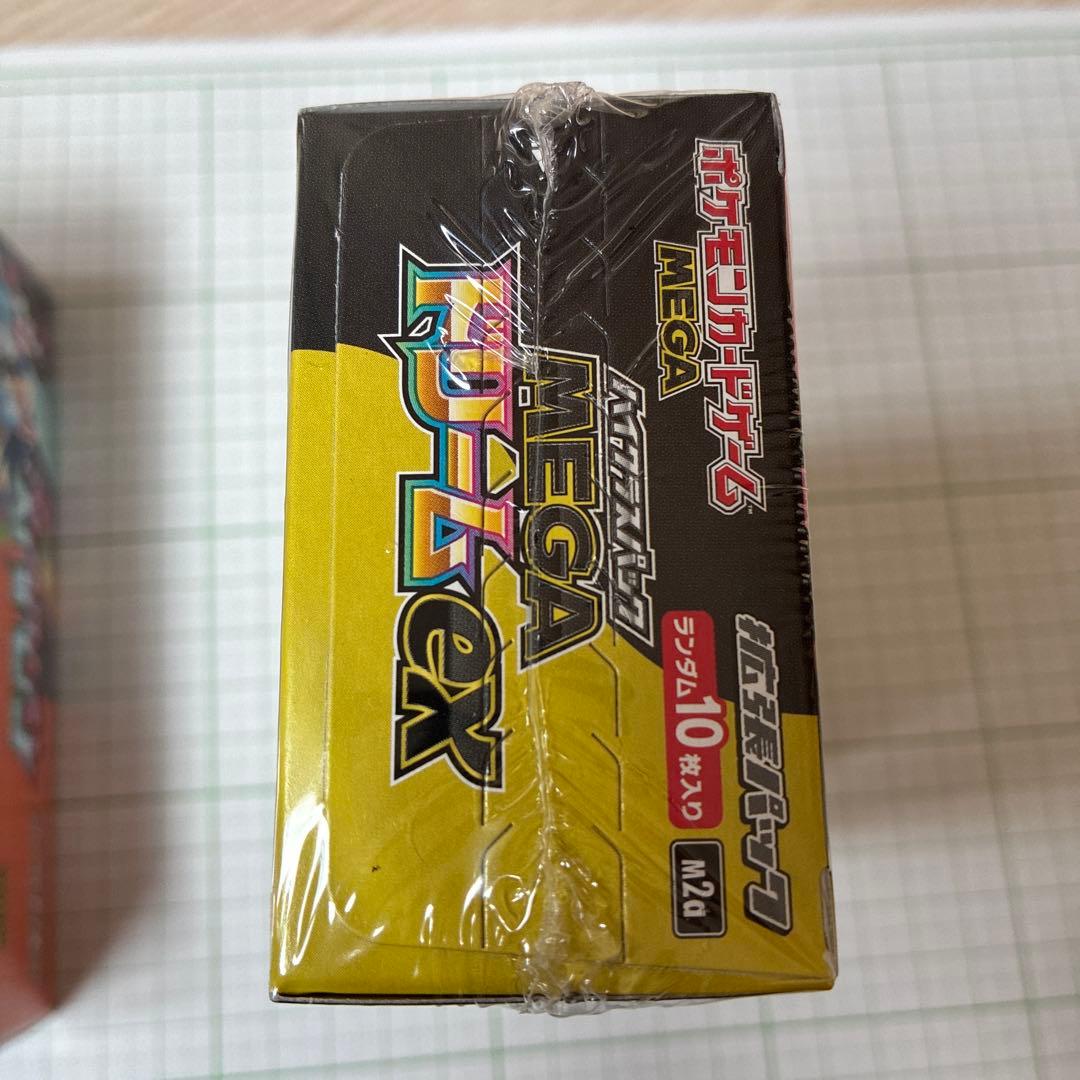 ポケモンカードゲーム™
MEGA
拡張パック
ハイクラスパック
MEGA
ドリームex
ランダム10枚入り
M2a